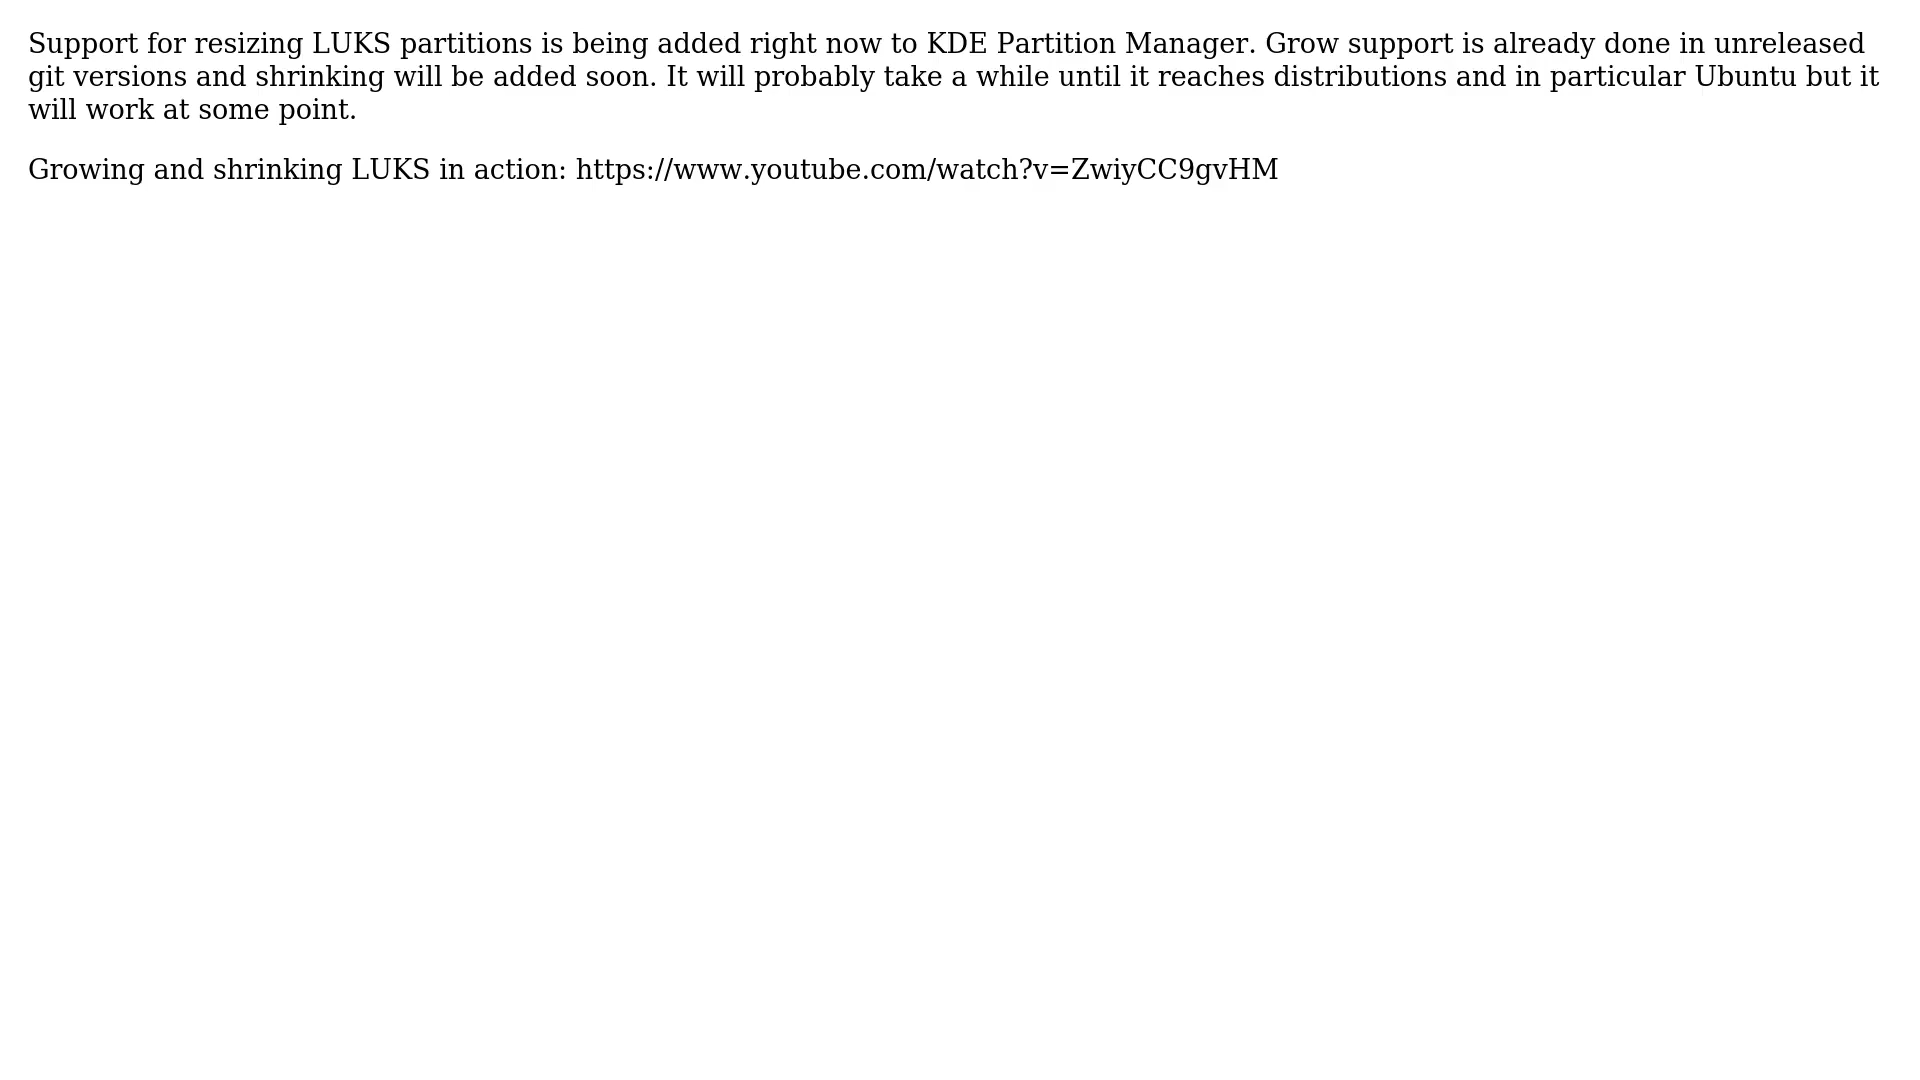 Support for resizing LUKS partitions is being added right now to KDE Partition Manager. Grow support is already done in unreleased
git versions and shrinking will be added soon. It will probably take a while until it reaches distributions and in particular Ubuntu but it
will work at some point.
Growing and shrinking LUKS in action: https://www.youtube.com/watch?v=ZwiyCC9gvHM